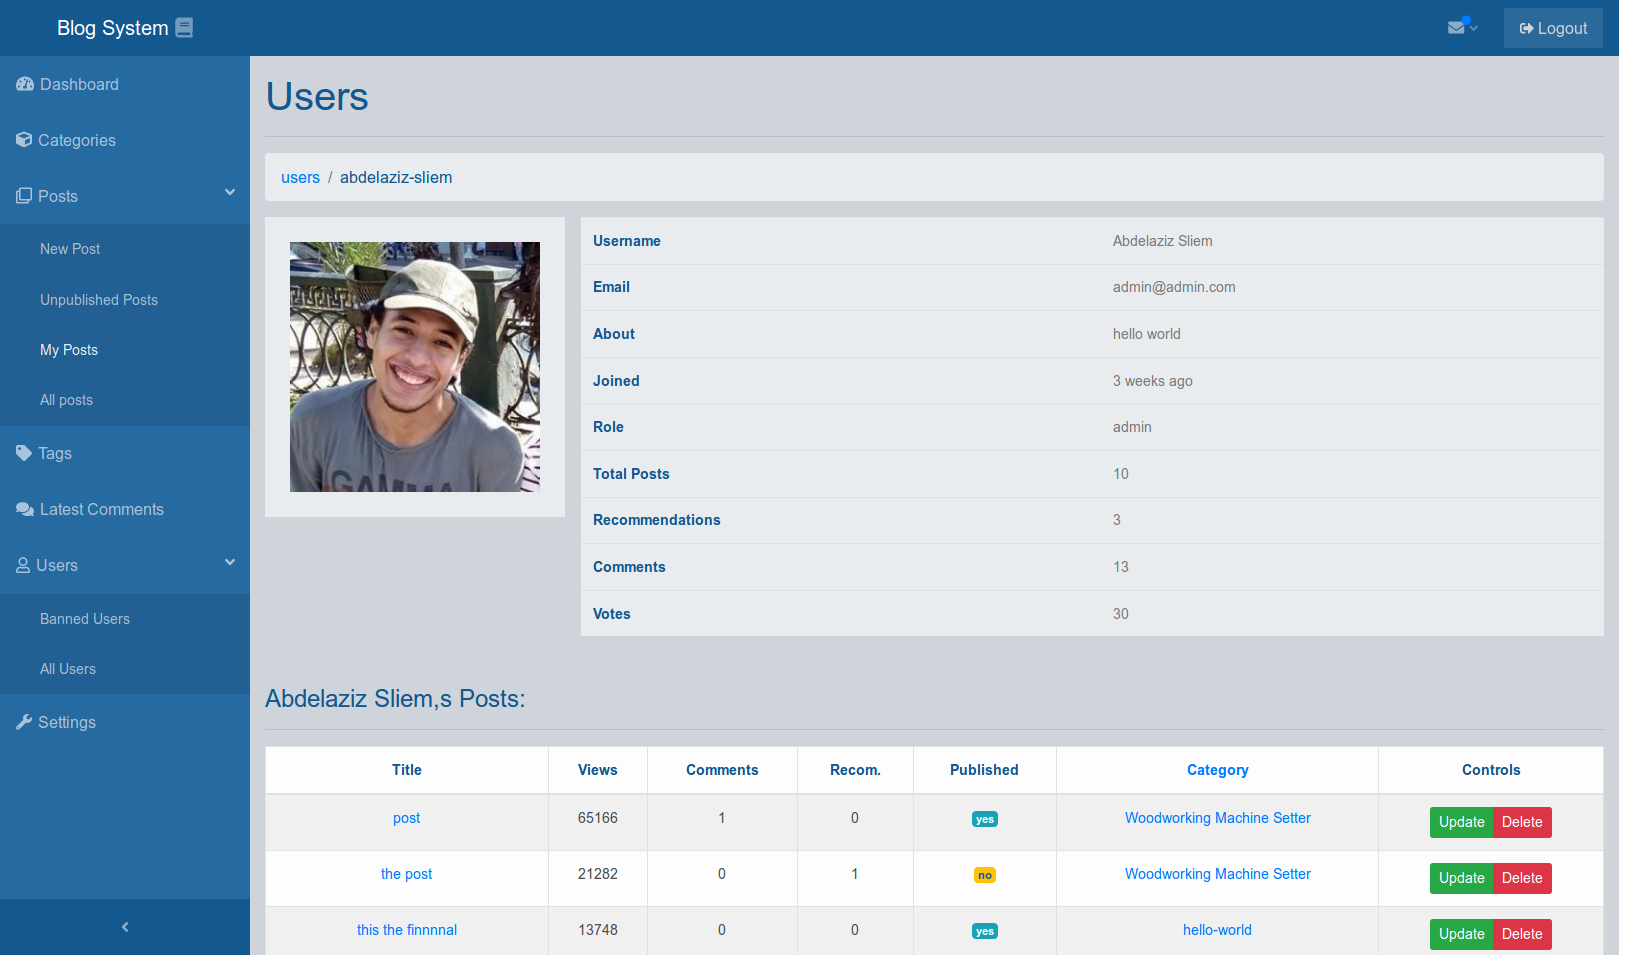 Blog System
Logout
Dashboard
Categories
Posts
New Post
Unpublished Posts
My Posts
All posts
Tags
Latest Comments
Users
Banned Users
All Users
Settings
Users
users / abdelaziz-sliem
GAMMA
Username Abdelaziz Sliem
Email admin@admin.com
About hello world
Joined 3 weeks ago
Role admin
Total Posts 10
Recommendations 3
Comments 13
Votes 30
Abdelaziz Sliem,s Posts:
Title Views Comments Recom. Published Category Controls
post 65166 1 0 yes Woodworking Machine Setter Update Delete
the post 21282 0 1 no Woodworking Machine Setter Update Delete
this the finnnnal 13748 0 0 yes hello-world Update Delete